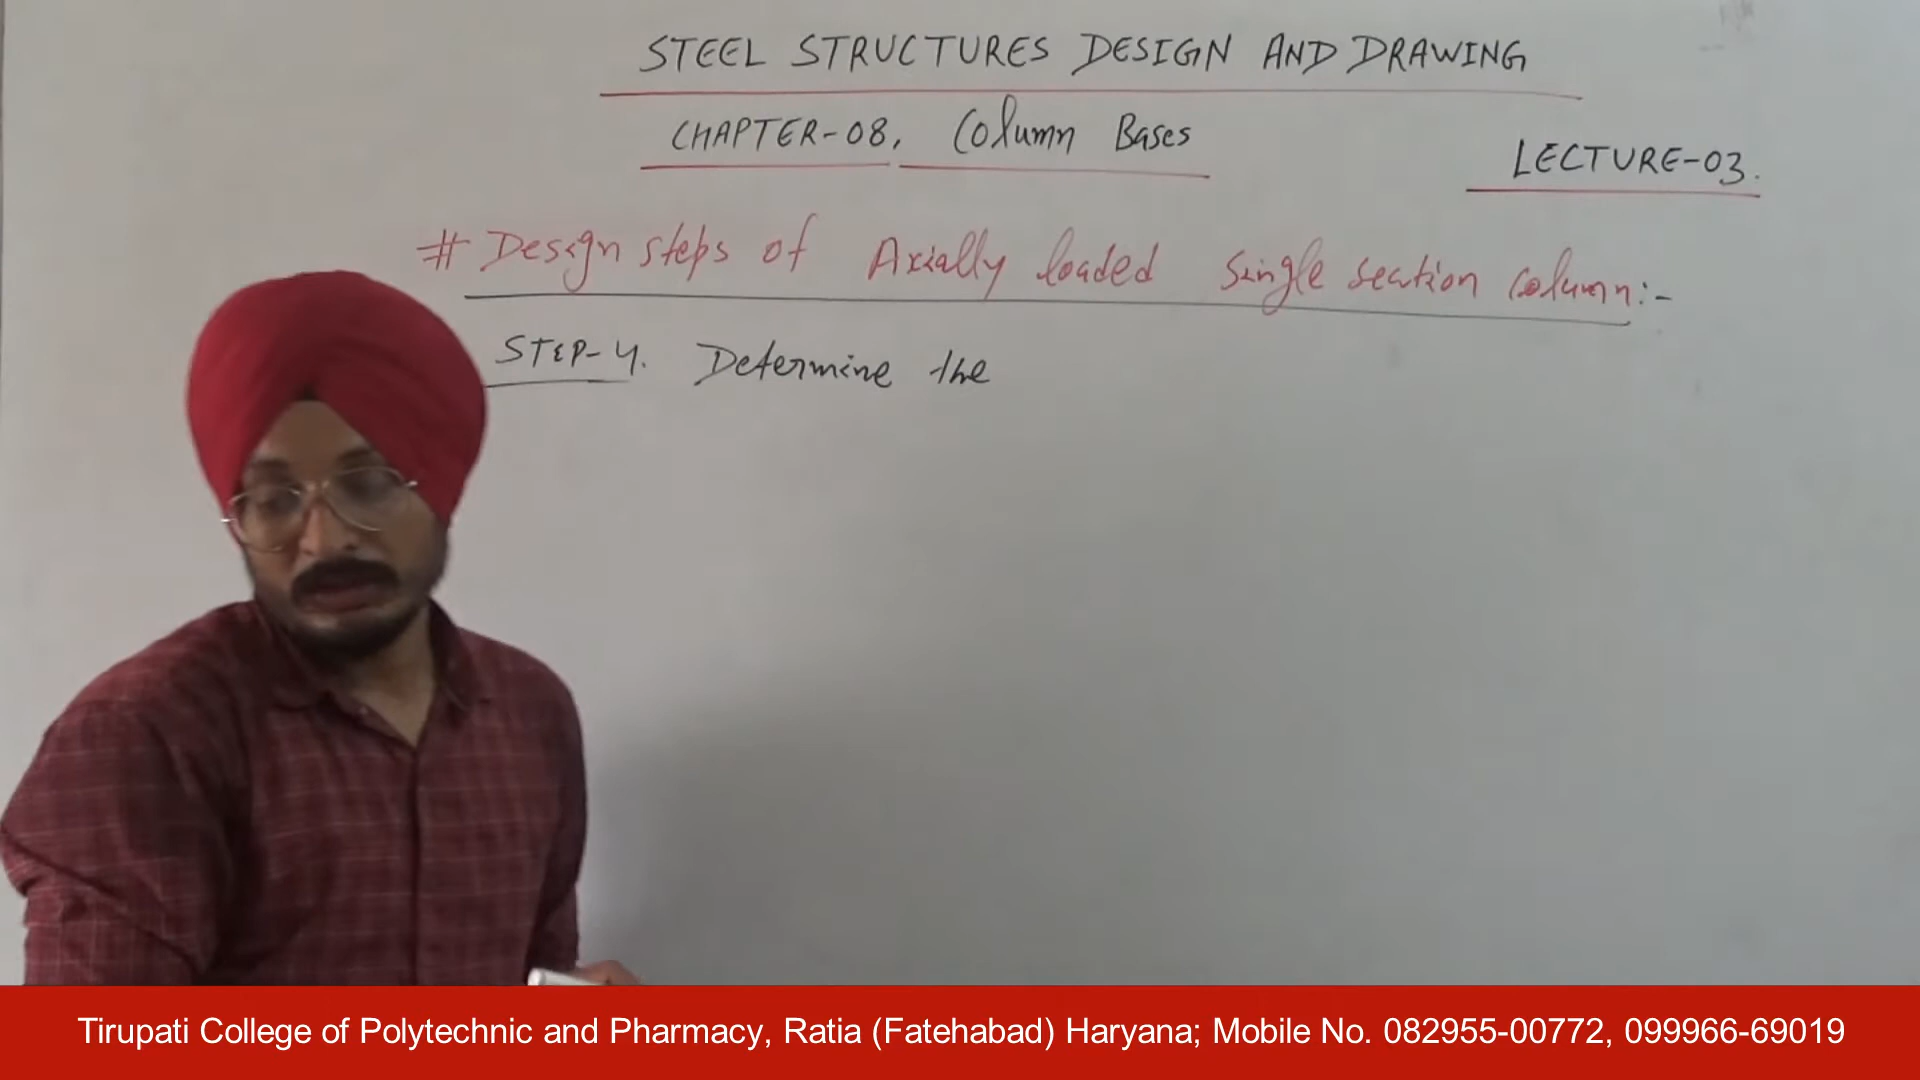 STEEL STRUCTURES DESIGN AND DRAWING
CHAPTER-08, Column Bases
LECTURE-03.
# Design steps of Axially loaded single section column:-
STEP-4. Determine the
Tirupati College of Polytechnic and Pharmacy, Ratia (Fatehabad) Haryana; Mobile No. 082955-00772, 099966-69019